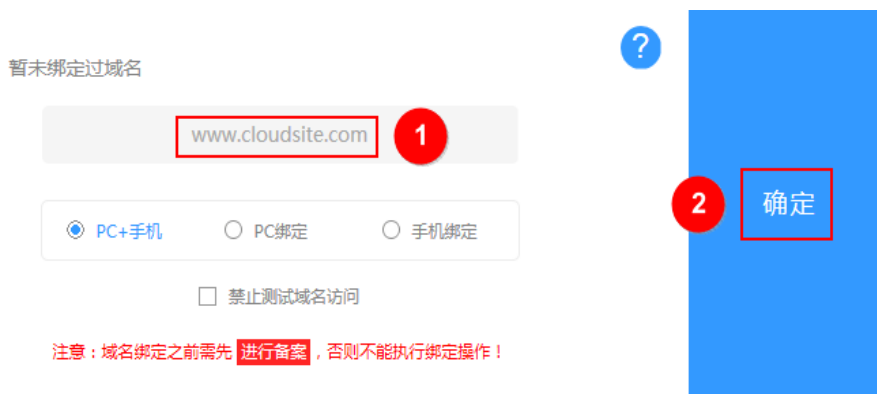 ?
暂未绑定过域名
www.cloudsite.com 1
2 确定
PC+手机 PC绑定 手机绑定
禁止测试域名访问
注意：域名绑定之前需先 进行备案，否则不能执行绑定操作！